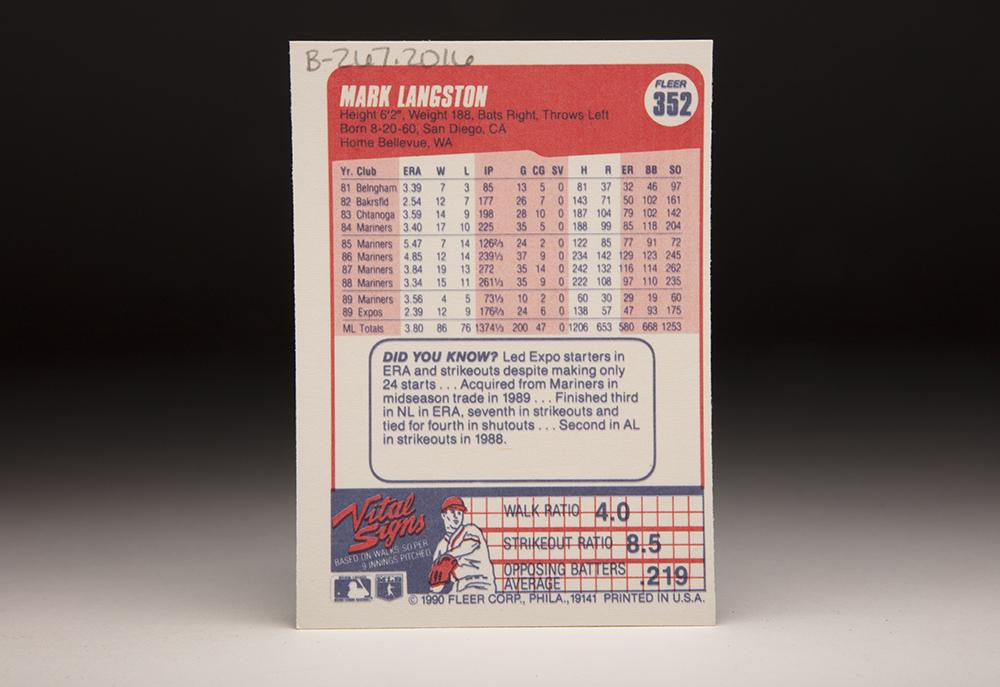 B-267.2016
MARK LANGSTON
FLEER
352
Height 6'2", Weight 188, Bats Right, Throws Left
Born 8-20-60, San Diego, CA
Home Bellevue, WA
Yr. Club ERA W L IP G CG SV H R ER BB SO
81 Belngham 3.39 7 3 85 13 5 0 81 37 32 46 97
82 Bakrsfld 2.54 12 7 177 26 7 0 143 71 50 102 161
83 Chtanoga 3.59 14 9 198 28 10 0 187 104 79 102 142
84 Mariners 3.40 17 10 225 35 5 0 188 99 85 118 204
85 Mariners 5.47 7 14 126⅔ 24 2 0 122 85 77 91 72
86 Mariners 4.85 12 14 239⅓ 37 9 0 234 142 129 123 245
87 Mariners 3.84 19 13 272 35 14 0 242 132 116 114 262
88 Mariners 3.34 15 11 261⅓ 35 9 0 222 108 97 110 235
89 Mariners 3.56 4 5 73⅓ 10 2 0 60 30 29 19 60
89 Expos 2.39 12 9 176⅔ 24 6 0 138 57 47 93 175
ML Totals 3.80 86 76 1374⅓ 200 47 0 1206 653 580 668 1253
DID YOU KNOW? Led Expo starters in
ERA and strikeouts despite making only
24 starts . . . Acquired from Mariners in
midseason trade in 1989 . . . Finished third
in NL in ERA, seventh in strikeouts and
tied for fourth in shutouts . . . Second in AL
in strikeouts in 1988.
Vital
Signs
BASED ON WALKS, SO PER
9 INNINGS PITCHED
WALK RATIO 4.0
STRIKEOUT RATIO 8.5
OPPOSING BATTERS
AVERAGE .219
© 1990 FLEER CORP., PHILA.,19141 PRINTED IN U.S.A.